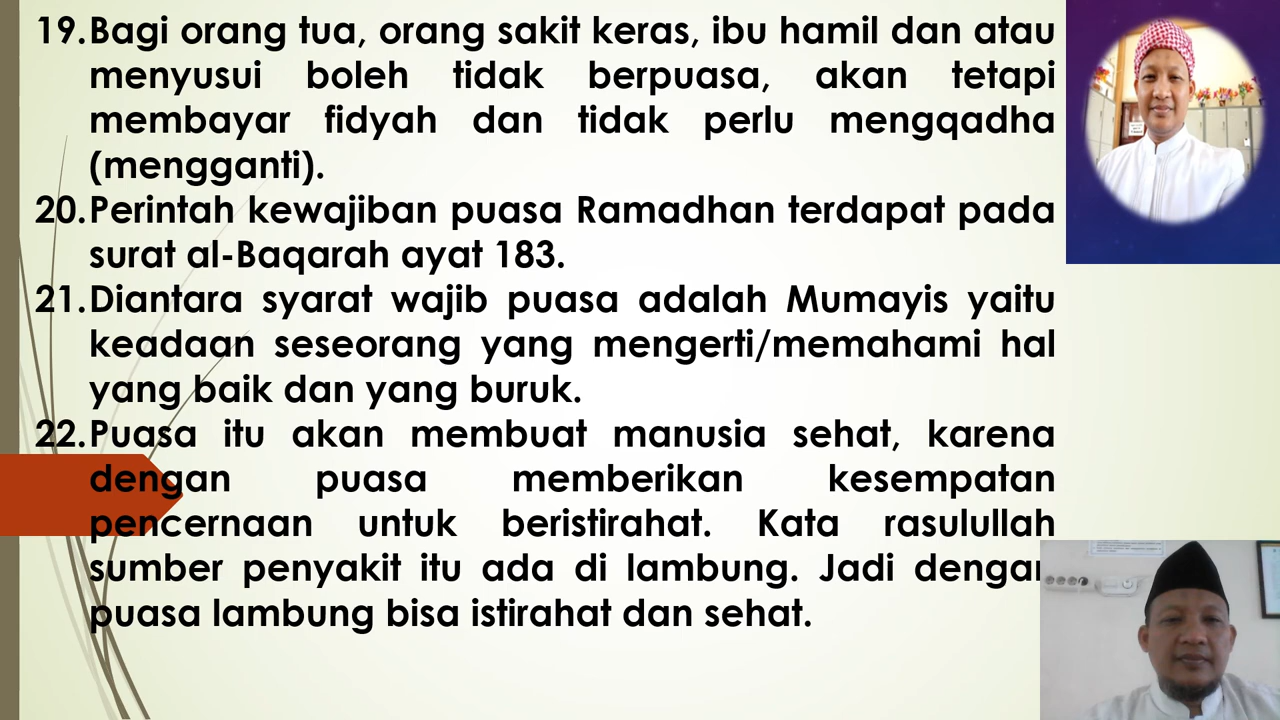 19.Bagi orang tua, orang sakit keras, ibu hamil dan atau
menyusui boleh tidak berpuasa, akan tetapi
membayar fidyah dan tidak perlu mengqadha
(mengganti).
20.Perintah kewajiban puasa Ramadhan terdapat pada
surat al-Baqarah ayat 183.
21.Diantara syarat wajib puasa adalah Mumayis yaitu
keadaan seseorang yang mengerti/memahami hal
yang baik dan yang buruk.
22.Puasa itu akan membuat manusia sehat, karena
dengan puasa memberikan kesempatan
pencernaan untuk beristirahat. Kata rasulullah
sumber penyakit itu ada di lambung. Jadi dengan
puasa lambung bisa istirahat dan sehat.